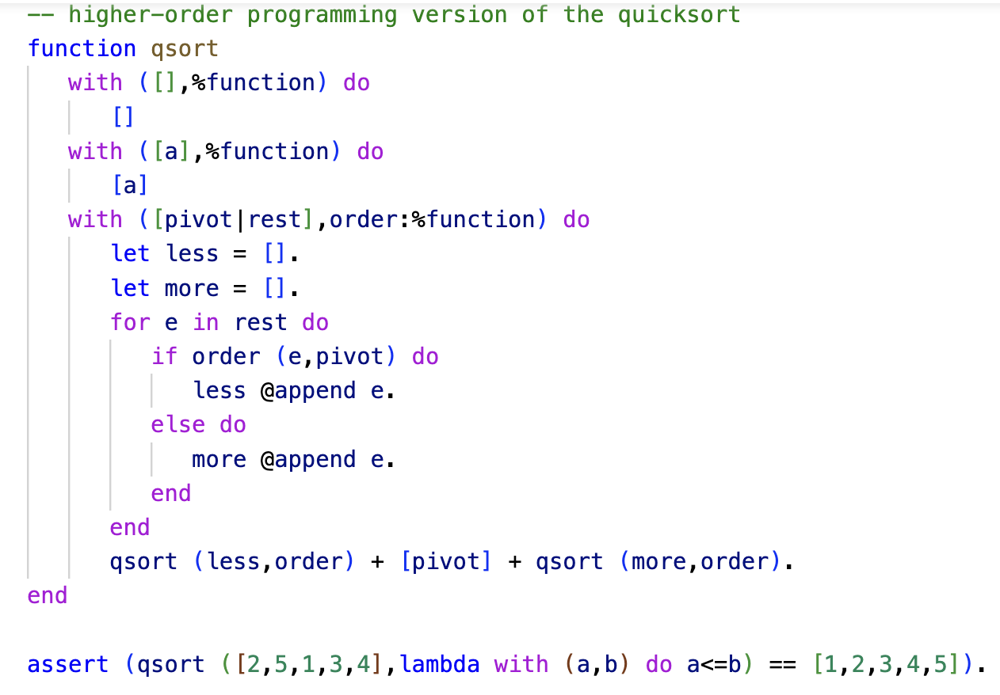 -- higher-order programming version of the quicksort
function qsort
   with ([],%function) do
      []
   with ([a],%function) do
      [a]
   with ([pivot|rest],order:%function) do
      let less = [].
      let more = [].
      for e in rest do
         if order (e,pivot) do
            less @append e.
         else do
            more @append e.
         end
      end
      qsort (less,order) + [pivot] + qsort (more,order).
end

assert (qsort ([2,5,1,3,4],lambda with (a,b) do a<=b) == [1,2,3,4,5]).